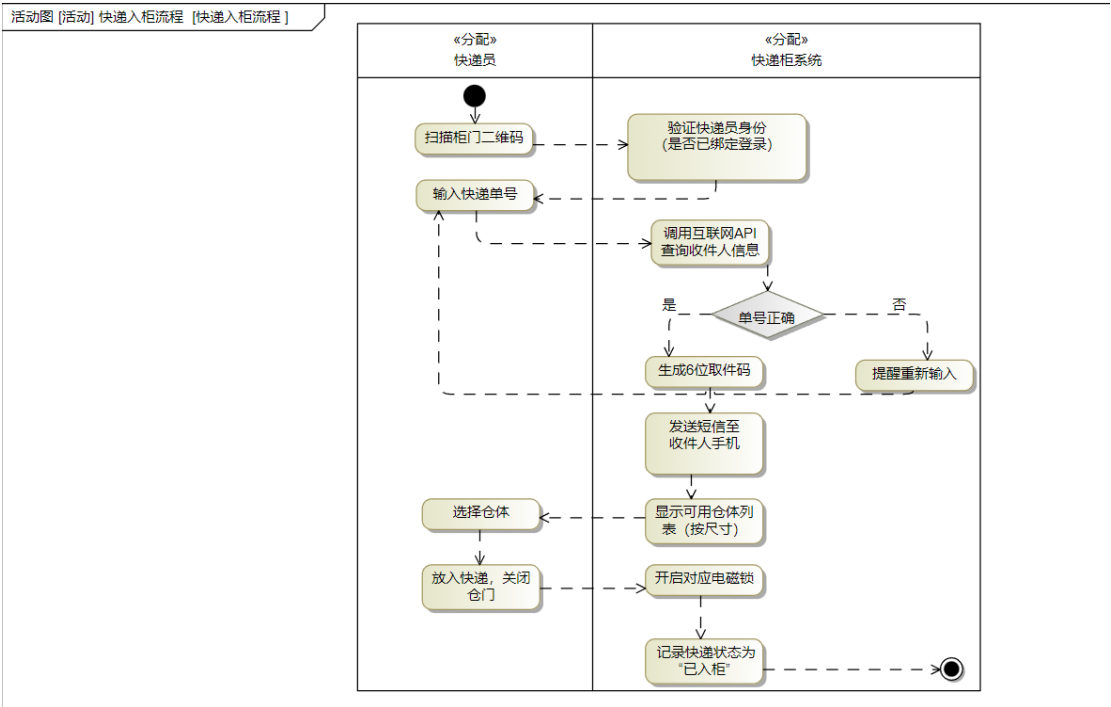 活动图 [活动] 快递入柜流程 [快递入柜流程 ]
«分配»
快递员
«分配»
快递柜系统
扫描柜门二维码
验证快递员身份
（是否已绑定登录）
输入快递单号
调用互联网API
查询收件人信息
单号正确
是
否
生成6位取件码
提醒重新输入
发送短信至
收件人手机
选择仓体
显示可用仓体列
表（按尺寸）
放入快递，关闭
仓门
开启对应电磁锁
记录快递状态为
“已入柜”